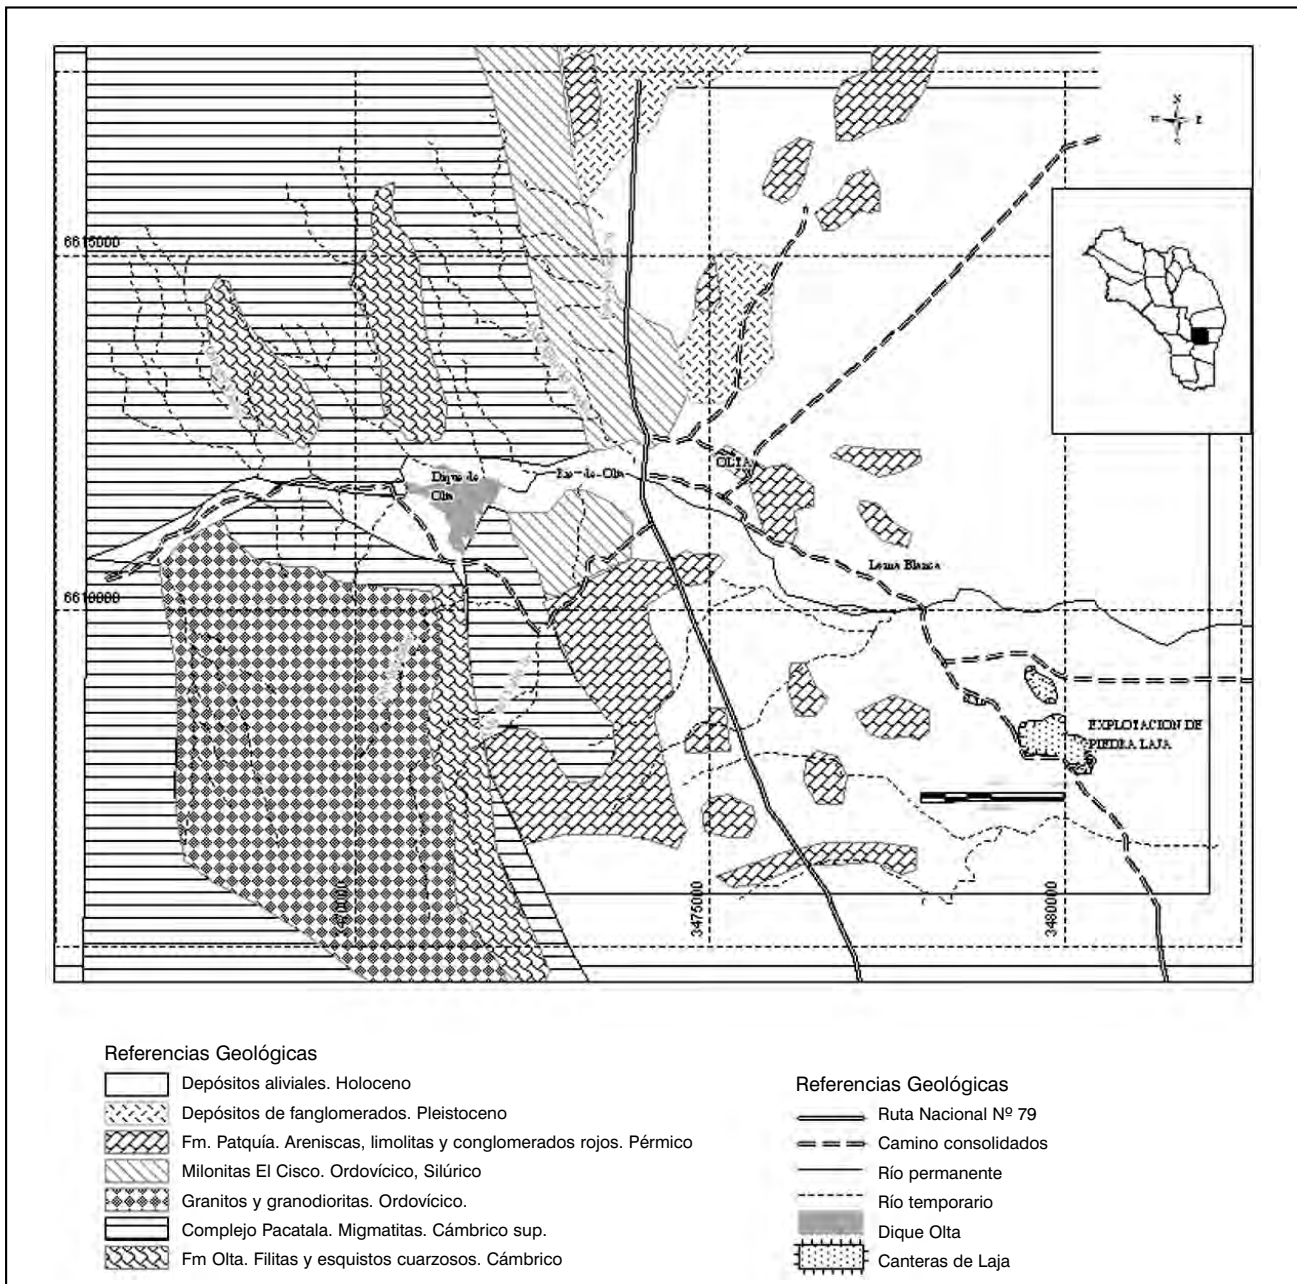 N
E
S
6615000
OLTA
Dique de
Olta
Rio de Olta
Loma Blanca
6610000
EXPLOTACION DE
PIEDRA LAJA
3470000
3475000
3480000
Referencias Geológicas
Depósitos aliviales. Holoceno
Depósitos de fanglomerados. Pleistoceno
Fm. Patquía. Areniscas, limolitas y conglomerados rojos. Pérmico
Milonitas El Cisco. Ordovícico, Silúrico
Granitos y granodioritas. Ordovícico.
Complejo Pacatala. Migmatitas. Cámbrico sup.
Fm Olta. Filitas y esquistos cuarzosos. Cámbrico
Referencias Geológicas
Ruta Nacional Nº 79
Camino consolidados
Río permanente
Río temporario
Dique Olta
Canteras de Laja